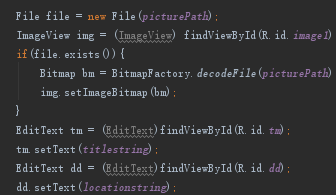 File file = new File(picturePath);
ImageView img = (ImageView) findViewById(R.id.image1)
if(file.exists()){
Bitmap bm = BitmapFactory.decodeFile(picturePath)
img.setImageBitmap(bm);
}
EditText tm = (EditText)findViewById(R.id.tm);
tm.setText(titlestring);
EditText dd = (EditText)findViewById(R.id.dd);
dd.setText(locationstring);